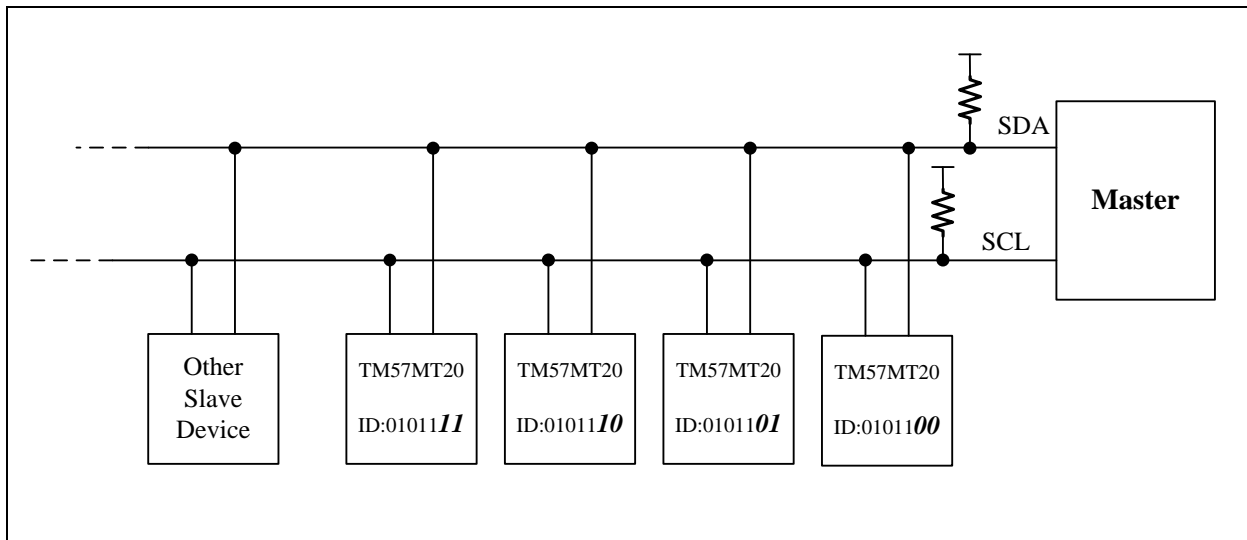 SDA
Master
SCL
Other
Slave
Device
TM57MT20
ID:0101111
TM57MT20
ID:0101110
TM57MT20
ID:0101101
TM57MT20
ID:0101100